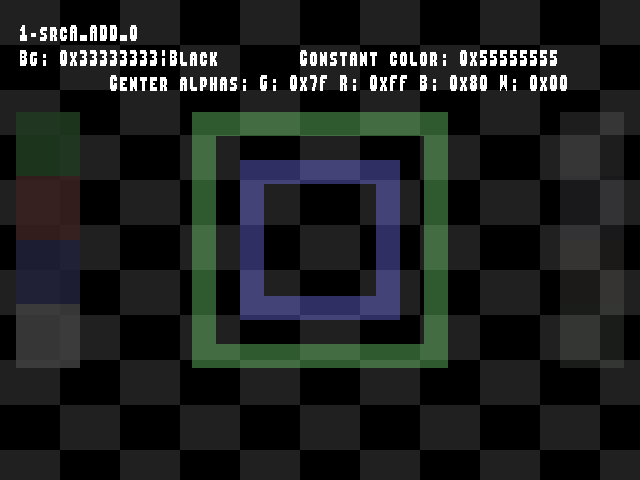 1-srcA_ADD_0
Bg: 0x33333333;Black Constant color: 0x55555555
Center alphas: G: 0x7f R: 0xff B: 0x80 W: 0x00